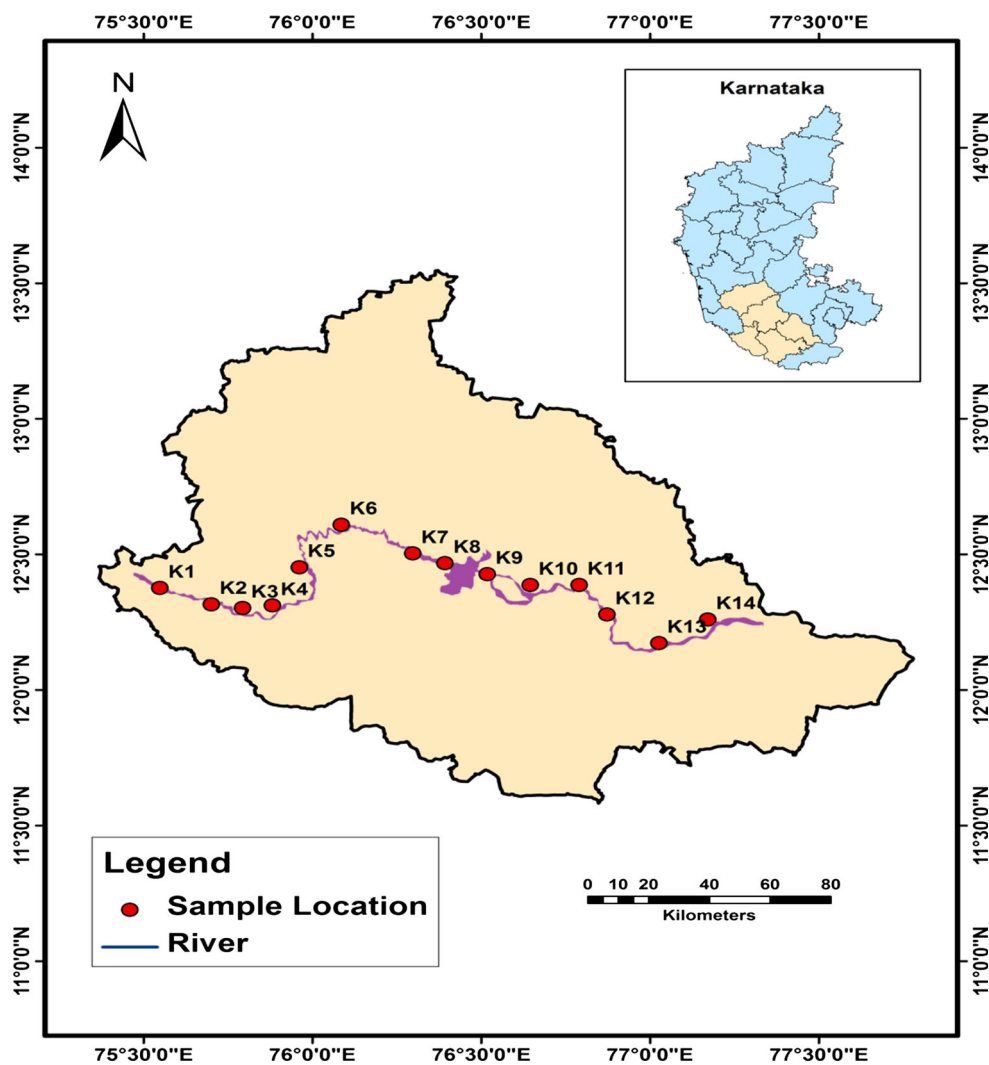 75°30'0"E 76°0'0"E 76°30'0"E 77°0'0"E 77°30'0"E
N
Karnataka
14°0'0"N 14°0'0"N
13°30'0"N 13°30'0"N
13°0'0"N 13°0'0"N
12°30'0"N 12°30'0"N
12°0'0"N 12°0'0"N
11°30'0"N 11°30'0"N
11°0'0"N 11°0'0"N
K1
K2
K3
K4
K5
K6
K7
K8
K9
K10
K11
K12
K13
K14
Legend
Sample Location
River
0 10 20 40 60 80
Kilometers
75°30'0"E 76°0'0"E 76°30'0"E 77°0'0"E 77°30'0"E